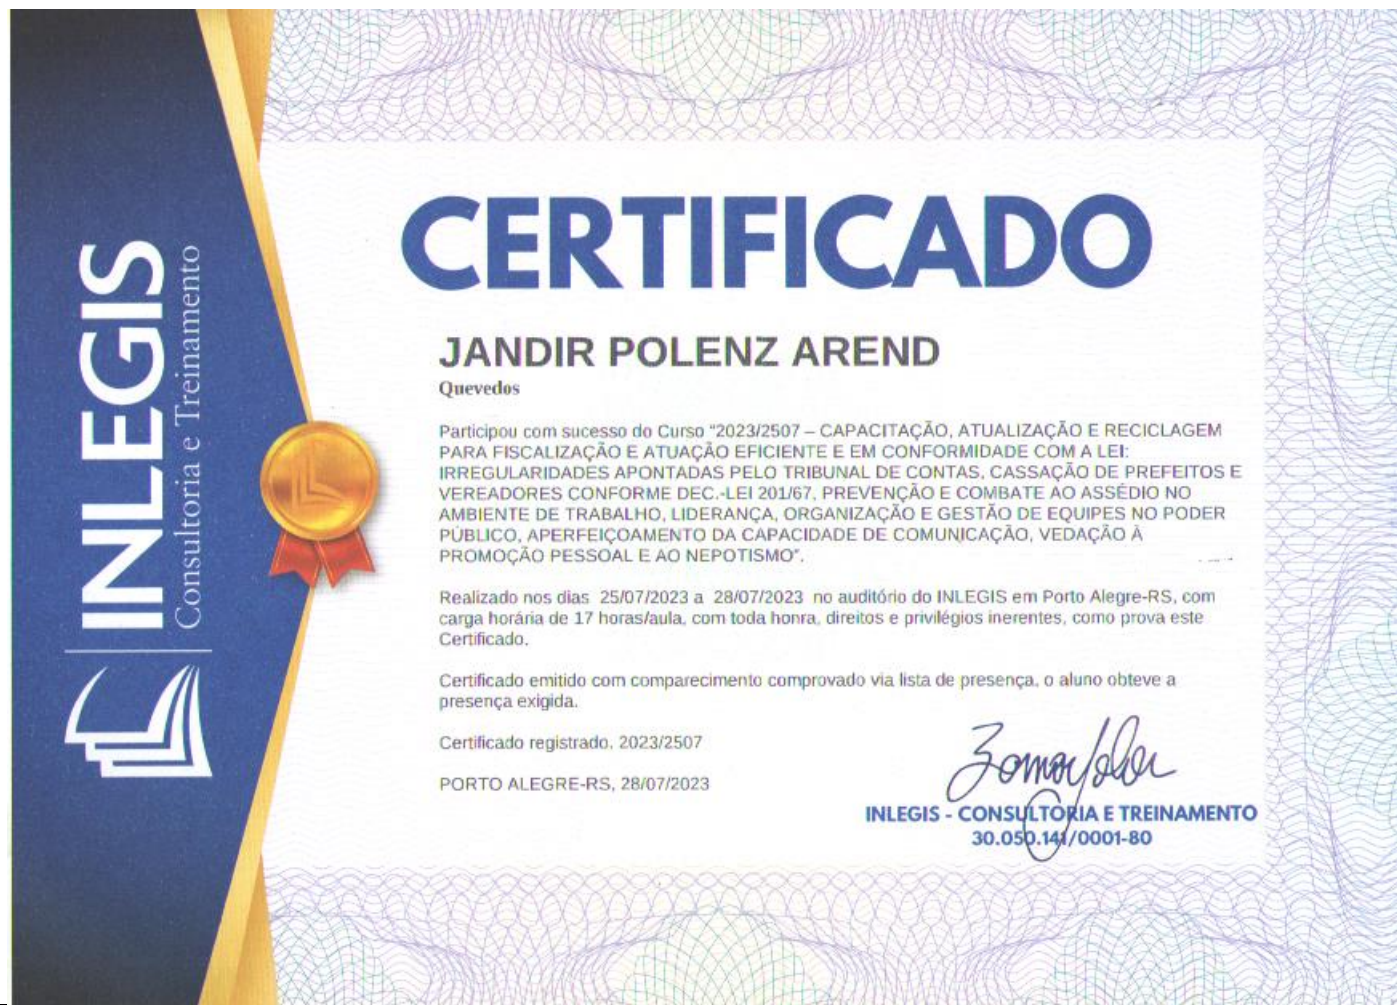 INLEGIS
Consultoria e Treinamento
CERTIFICADO
JANDIR POLENZ AREND
Quevedos
Participou com sucesso do Curso "2023/2507 – CAPACITAÇÃO, ATUALIZAÇÃO E RECICLAGEM
PARA FISCALIZAÇÃO E ATUAÇÃO EFICIENTE E EM CONFORMIDADE COM A LEI:
IRREGULARIDADES APONTADAS PELO TRIBUNAL DE CONTAS, CASSAÇÃO DE PREFEITOS E
VEREADORES CONFORME DEC.-LEI 201/67, PREVENÇÃO E COMBATE AO ASSÉDIO NO
AMBIENTE DE TRABALHO, LIDERANÇA, ORGANIZAÇÃO E GESTÃO DE EQUIPES NO PODER
PÚBLICO, APERFEIÇOAMENTO DA CAPACIDADE DE COMUNICAÇÃO, VEDAÇÃO À
PROMOÇÃO PESSOAL E AO NEPOTISMO".
Realizado nos dias 25/07/2023 a 28/07/2023 no auditório do INLEGIS em Porto Alegre-RS, com
carga horária de 17 horas/aula, com toda honra, direitos e privilégios inerentes, como prova este
Certificado.
Certificado emitido com comparecimento comprovado via lista de presença, o aluno obteve a
presença exigida.
Certificado registrado, 2023/2507
PORTO ALEGRE-RS, 28/07/2023
INLEGIS - CONSULTORIA E TREINAMENTO
30.050.141/0001-80